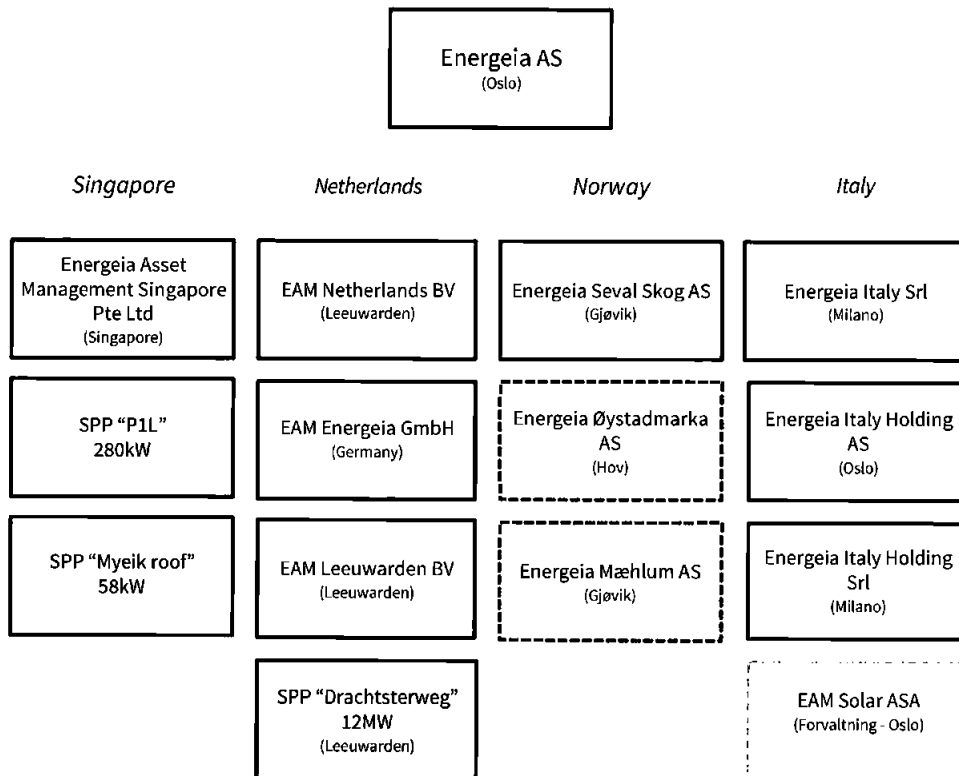 Energeia AS
(Oslo)
Singapore
Netherlands
Norway
Italy
Energeia Asset
Management Singapore
Pte Ltd
(Singapore)
EAM Netherlands BV
(Leeuwarden)
Energeia Seval Skog AS
(Gjøvik)
Energeia Italy Srl
(Milano)
SPP “P1L”
280kW
EAM Energeia GmbH
(Germany)
Energeia Øystadmarka
AS
(Hov)
Energeia Italy Holding
AS
(Oslo)
SPP “Myeik roof”
58kW
EAM Leeuwarden BV
(Leeuwarden)
Energeia Mæhlum AS
(Gjøvik)
Energeia Italy Holding
Srl
(Milano)
SPP “Drachtsterweg”
12MW
(Leeuwarden)
EAM Solar ASA
(Forvaltning - Oslo)